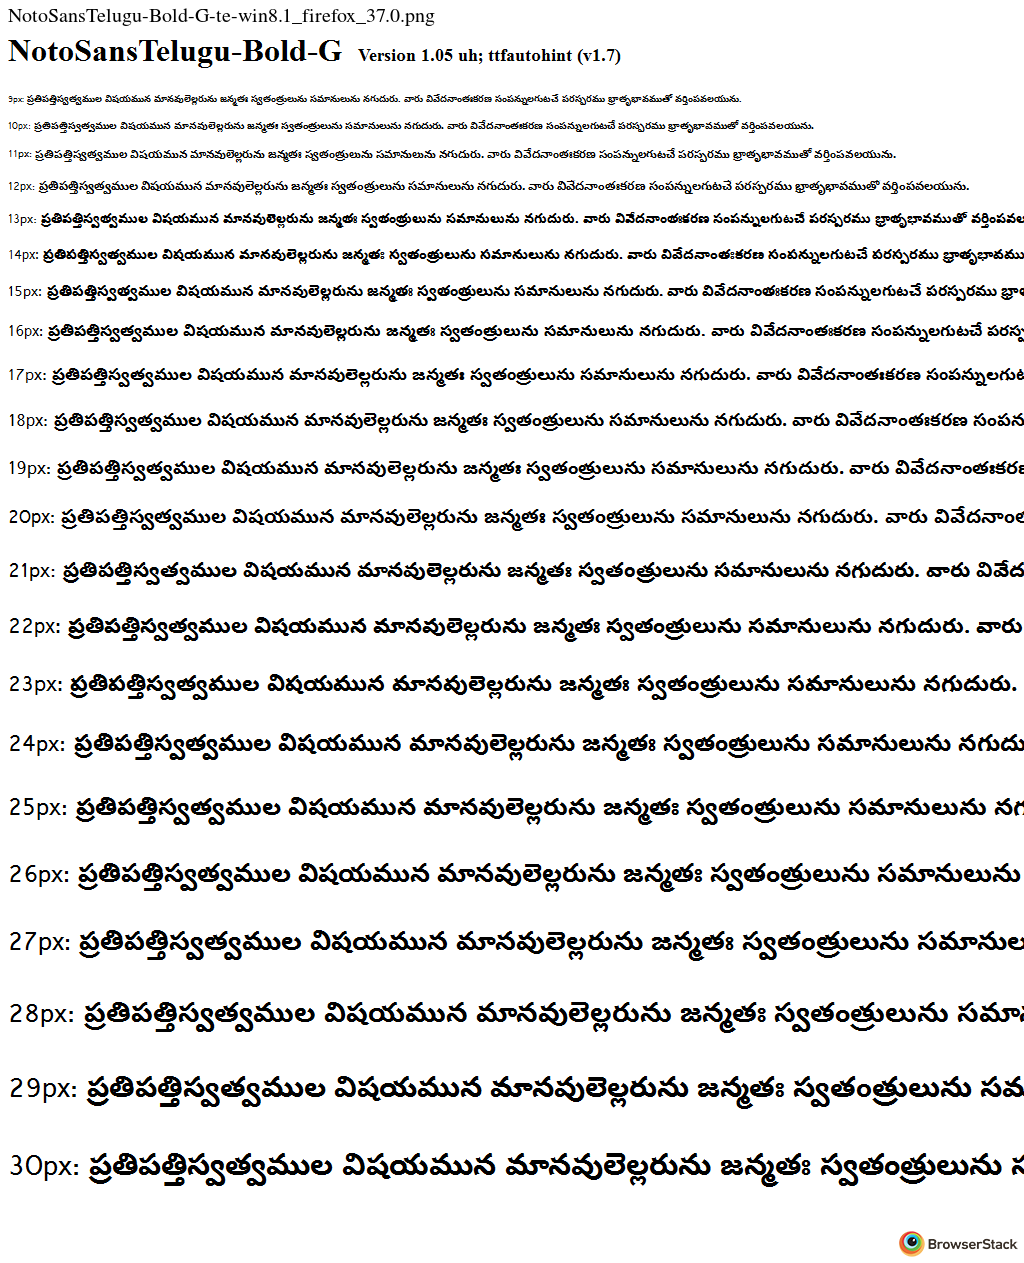 NotoSansTelugu-Bold-G-te-win8.1_firefox_37.0.png
NotoSansTelugu-Bold-G Version 1.05 uh; ttfautohint (v1.7)
9px: ప్రతిపత్తిస్వత్వముల విషయమున మానవులెల్లరును జన్మతః స్వతంత్రులును సమానులును నగుదురు. వారు వివేదనాంతఃకరణ సంపన్నులగుటచే పరస్పరము భ్రాతృభావముతో వర్తింపవలయును.
10px: ప్రతిపత్తిస్వత్వముల విషయమున మానవులెల్లరును జన్మతః స్వతంత్రులును సమానులును నగుదురు. వారు వివేదనాంతఃకరణ సంపన్నులగుటచే పరస్పరము భ్రాతృభావముతో వర్తింపవలయును.
11px: ప్రతిపత్తిస్వత్వముల విషయమున మానవులెల్లరును జన్మతః స్వతంత్రులును సమానులును నగుదురు. వారు వివేదనాంతఃకరణ సంపన్నులగుటచే పరస్పరము భ్రాతృభావముతో వర్తింపవలయును.
12px: ప్రతిపత్తిస్వత్వముల విషయమున మానవులెల్లరును జన్మతః స్వతంత్రులును సమానులును నగుదురు. వారు వివేదనాంతఃకరణ సంపన్నులగుటచే పరస్పరము భ్రాతృభావముతో వర్తింపవలయును.
13px: ప్రతిపత్తిస్వత్వముల విషయమున మానవులెల్లరును జన్మతః స్వతంత్రులును సమానులును నగుదురు. వారు వివేదనాంతఃకరణ సంపన్నులగుటచే పరస్పరము భ్రాతృభావముతో వర్తింపవల
14px: ప్రతిపత్తిస్వత్వముల విషయమున మానవులెల్లరును జన్మతః స్వతంత్రులును సమానులును నగుదురు. వారు వివేదనాంతఃకరణ సంపన్నులగుటచే పరస్పరము భ్రాతృభావము
15px: ప్రతిపత్తిస్వత్వముల విషయమున మానవులెల్లరును జన్మతః స్వతంత్రులును సమానులును నగుదురు. వారు వివేదనాంతఃకరణ సంపన్నులగుటచే పరస్పరము భ్రా
16px: ప్రతిపత్తిస్వత్వముల విషయమున మానవులెల్లరును జన్మతః స్వతంత్రులును సమానులును నగుదురు. వారు వివేదనాంతఃకరణ సంపన్నులగుటచే పరస్ప
17px: ప్రతిపత్తిస్వత్వముల విషయమున మానవులెల్లరును జన్మతః స్వతంత్రులును సమానులును నగుదురు. వారు వివేదనాంతఃకరణ సంపన్నులగుట
18px: ప్రతిపత్తిస్వత్వముల విషయమున మానవులెల్లరును జన్మతః స్వతంత్రులును సమానులును నగుదురు. వారు వివేదనాంతఃకరణ సంపన
19px: ప్రతిపత్తిస్వత్వముల విషయమున మానవులెల్లరును జన్మతః స్వతంత్రులును సమానులును నగుదురు. వారు వివేదనాంతఃకరణ
20px: ప్రతిపత్తిస్వత్వముల విషయమున మానవులెల్లరును జన్మతః స్వతంత్రులును సమానులును నగుదురు. వారు వివేదనాంత
21px: ప్రతిపత్తిస్వత్వముల విషయమున మానవులెల్లరును జన్మతః స్వతంత్రులును సమానులును నగుదురు. వారు వివేద
22px: ప్రతిపత్తిస్వత్వముల విషయమున మానవులెల్లరును జన్మతః స్వతంత్రులును సమానులును నగుదురు. వారు
23px: ప్రతిపత్తిస్వత్వముల విషయమున మానవులెల్లరును జన్మతః స్వతంత్రులును సమానులును నగుదురు.
24px: ప్రతిపత్తిస్వత్వముల విషయమున మానవులెల్లరును జన్మతః స్వతంత్రులును సమానులును నగుదు
25px: ప్రతిపత్తిస్వత్వముల విషయమున మానవులెల్లరును జన్మతః స్వతంత్రులును సమానులును నగ
26px: ప్రతిపత్తిస్వత్వముల విషయమున మానవులెల్లరును జన్మతః స్వతంత్రులును సమానులును
27px: ప్రతిపత్తిస్వత్వముల విషయమున మానవులెల్లరును జన్మతః స్వతంత్రులును సమానుల
28px: ప్రతిపత్తిస్వత్వముల విషయమున మానవులెల్లరును జన్మతః స్వతంత్రులును సమాన
29px: ప్రతిపత్తిస్వత్వముల విషయమున మానవులెల్లరును జన్మతః స్వతంత్రులును సమ
30px: ప్రతిపత్తిస్వత్వముల విషయమున మానవులెల్లరును జన్మతః స్వతంత్రులును స
BrowserStack